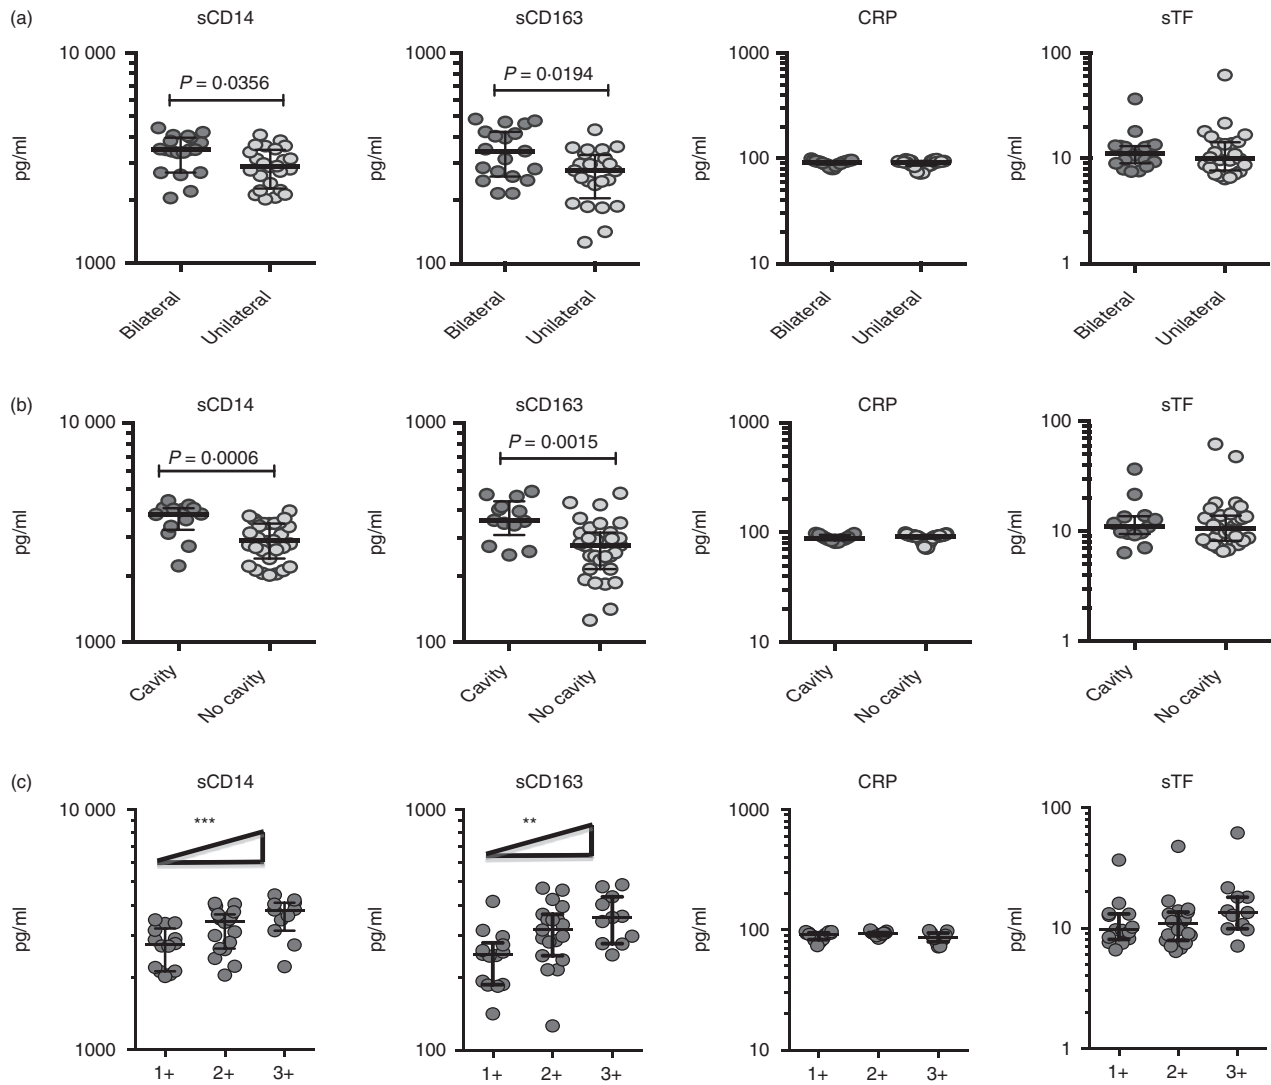 (a) sCD14 sCD163 CRP sTF
10 000 1000 1000 100
P = 0·0356 P = 0·0194
pg/ml pg/ml pg/ml pg/ml
100 10
1000 100 10 1
Bilateral Unilateral Bilateral Unilateral Bilateral Unilateral Bilateral Unilateral
(b) sCD14 sCD163 CRP sTF
10 000 1000 1000 100
P = 0·0006 P = 0·0015
pg/ml pg/ml pg/ml pg/ml
100 10
1000 100 10 1
Cavity No cavity Cavity No cavity Cavity No cavity Cavity No cavity
(c) sCD14 sCD163 CRP sTF
10 000 1000 1000 100
*** **
pg/ml pg/ml pg/ml pg/ml
100 10
1000 100 10 1
1+ 2+ 3+ 1+ 2+ 3+ 1+ 2+ 3+ 1+ 2+ 3+